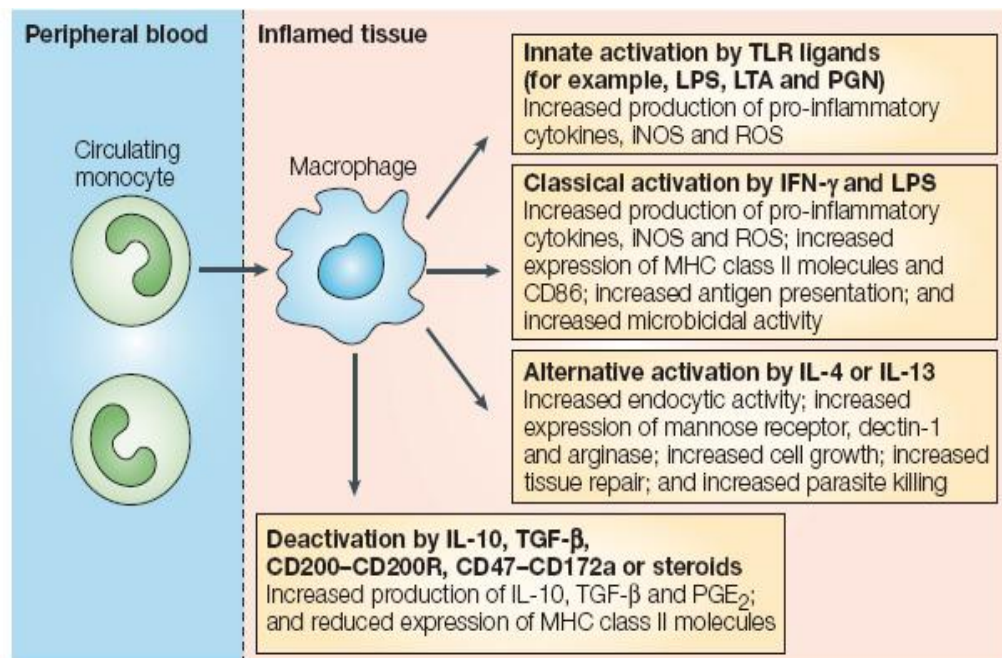 Peripheral blood
Inflamed tissue
Circulating
monocyte
Macrophage
Innate activation by TLR ligands
(for example, LPS, LTA and PGN)
Increased production of pro-inflammatory
cytokines, iNOS and ROS
Classical activation by IFN-γ and LPS
Increased production of pro-inflammatory
cytokines, iNOS and ROS; increased
expression of MHC class II molecules and
CD86; increased antigen presentation; and
increased microbicidal activity
Alternative activation by IL-4 or IL-13
Increased endocytic activity; increased
expression of mannose receptor, dectin-1
and arginase; increased cell growth; increased
tissue repair; and increased parasite killing
Deactivation by IL-10, TGF-β,
CD200–CD200R, CD47–CD172a or steroids
Increased production of IL-10, TGF-β and PGE₂;
and reduced expression of MHC class II molecules